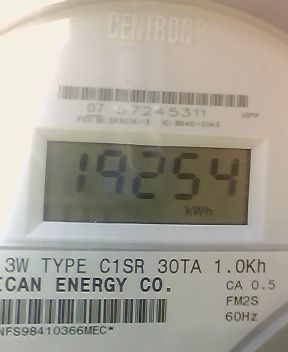 CENTRON
07 57245311 HPP
19254
kWh
3W TYPE C1SR 30TA 1.0Kh
ICAN ENERGY CO. CA 0.5
FM2S
NFS98410366MEC* 60Hz